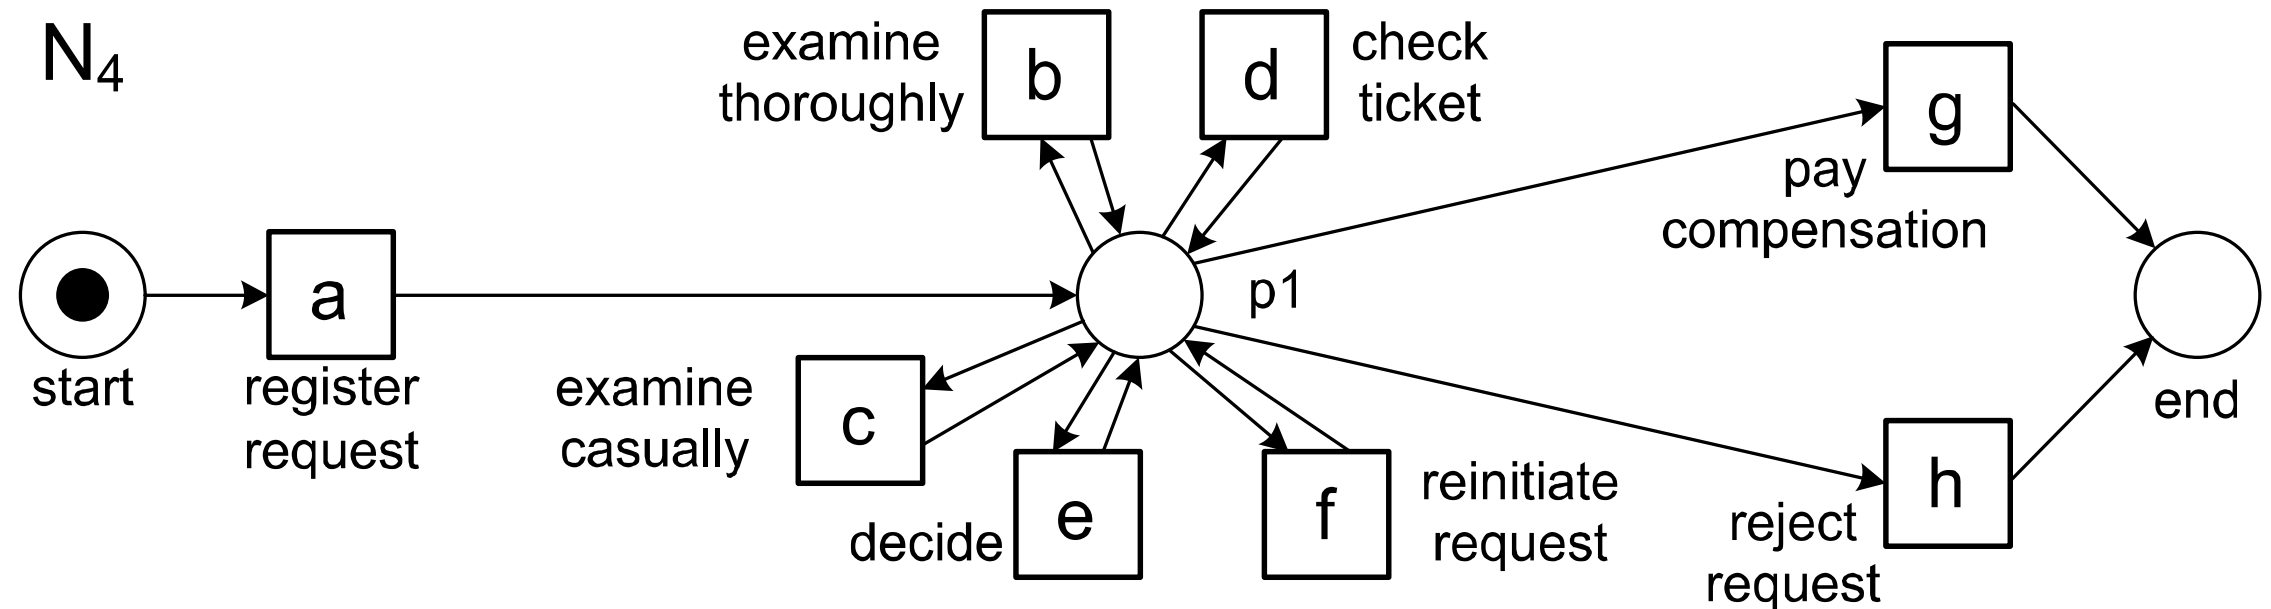 N4
examine
thoroughly
b
d
check
ticket
g
pay
compensation
start
a
register
request
p1
examine
casually
c
decide
e
f
reinitiate
request
h
reject
request
end